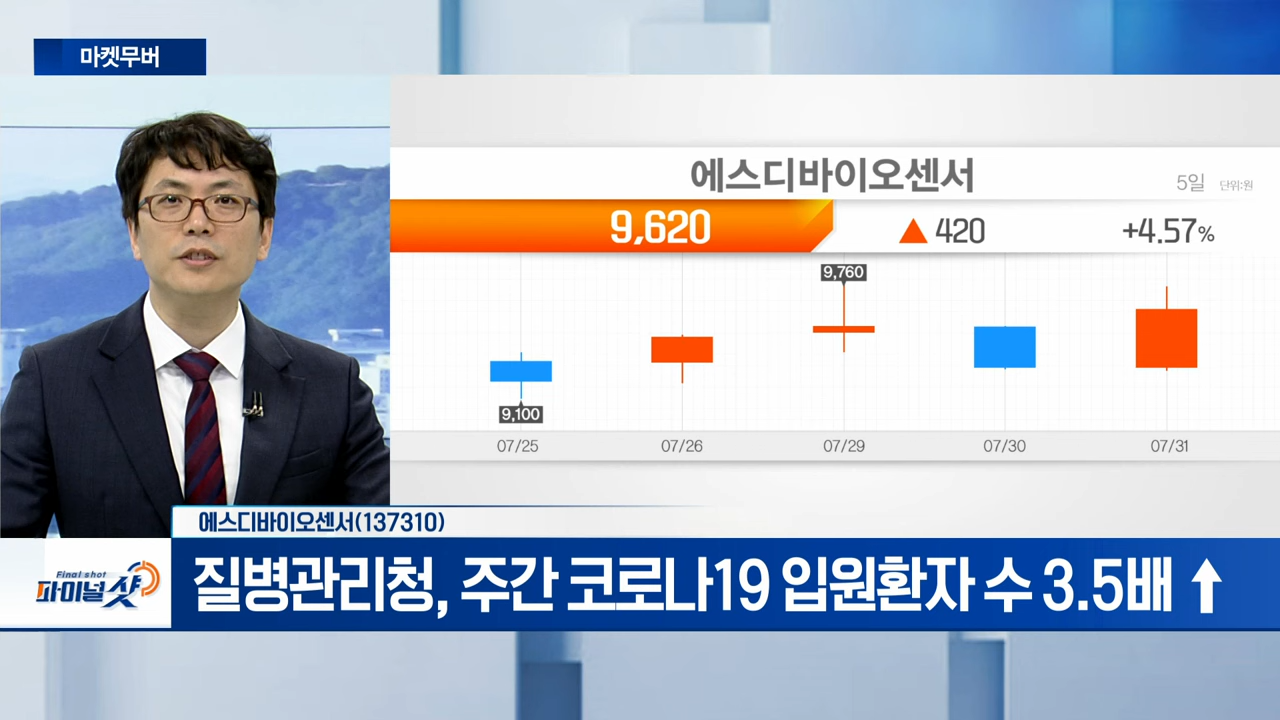 마켓무버
에스디바이오센서
5일 단위:원
9,620 ▲ 420 +4.57%
9,760
9,100
07/25 07/26 07/29 07/30 07/31
에스디바이오센서(137310)
Final shot
파이널샷
질병관리청, 주간 코로나19 입원환자 수 3.5배 ↑